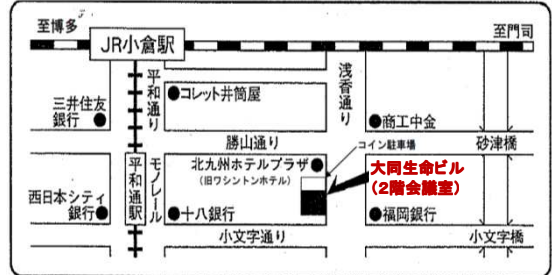 至博多
JR小倉駅
至門司
平和通り
コレット井筒屋
浅香通り
三井住友
銀行
商工中金
勝山通り
コイン駐車場
砂津橋
平和通駅
モノレール
北九州ホテルプラザ
(旧ワシントンホテル)
大同生命ビル
(2階会議室)
西日本シティ
銀行
十八銀行
福岡銀行
小文字通り
小文字橋